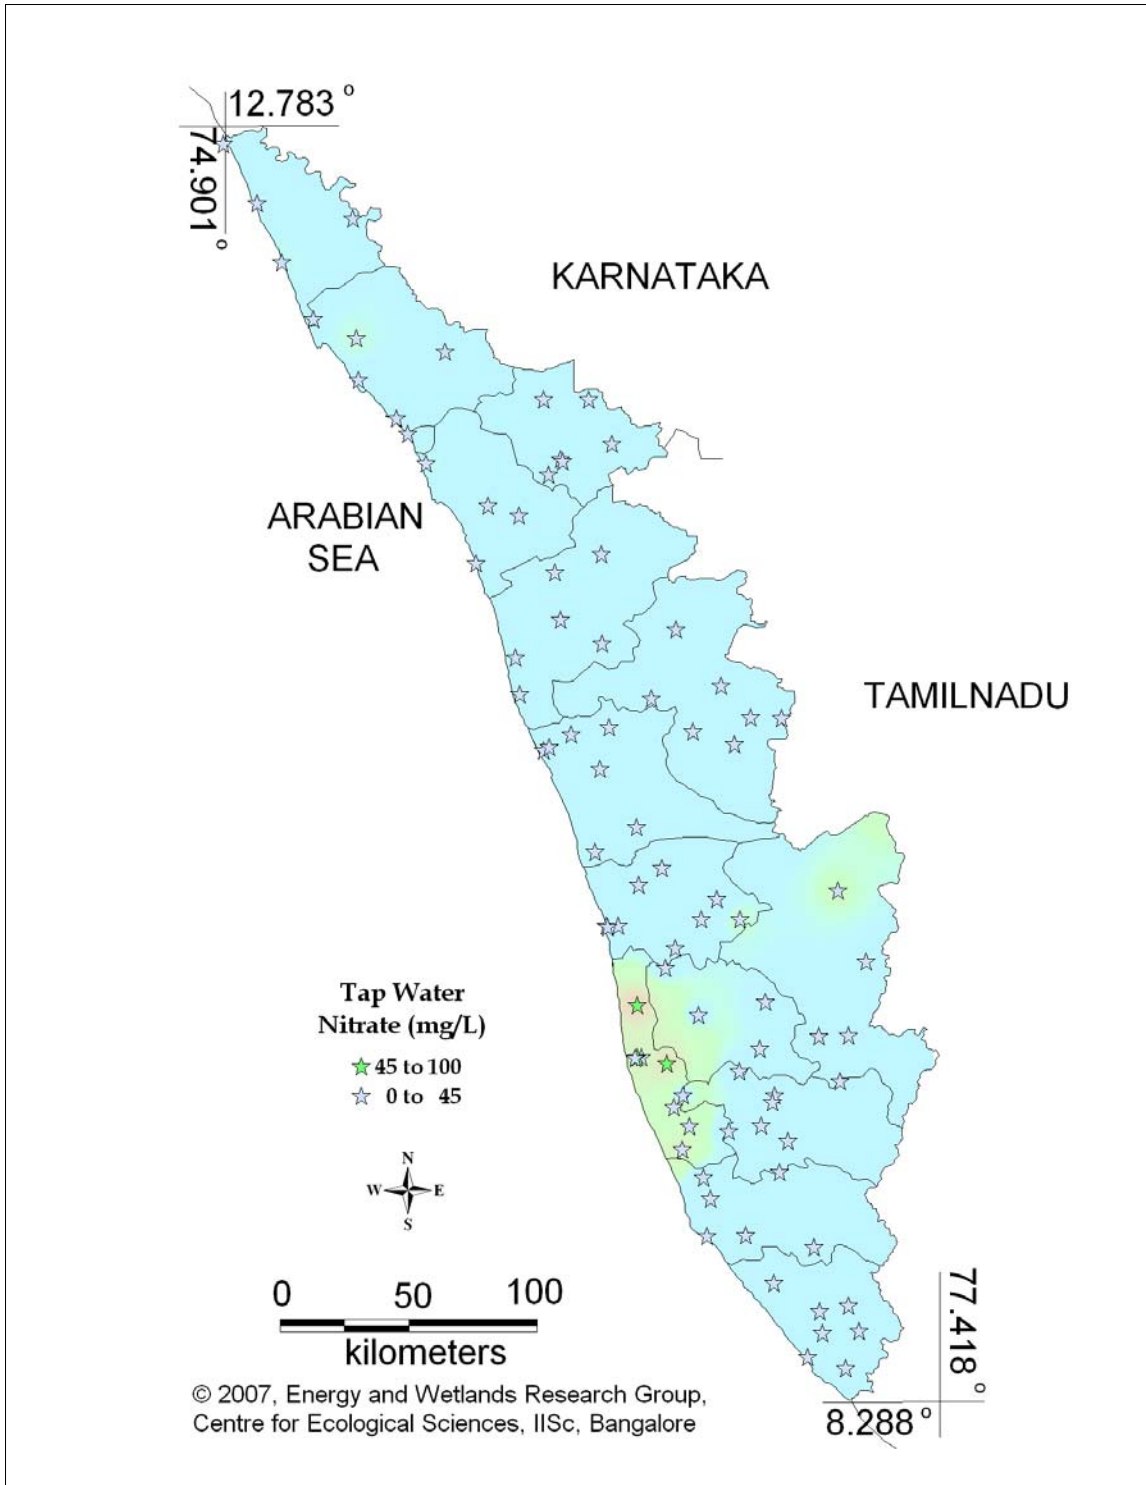 12.783 °
74.901 °
KARNATAKA
ARABIAN
SEA
TAMILNADU
Tap Water
Nitrate (mg/L)
45 to 100
0 to 45
N
W E
S
0 50 100
kilometers
77.418 °
8.288 °
© 2007, Energy and Wetlands Research Group,
Centre for Ecological Sciences, IISc, Bangalore